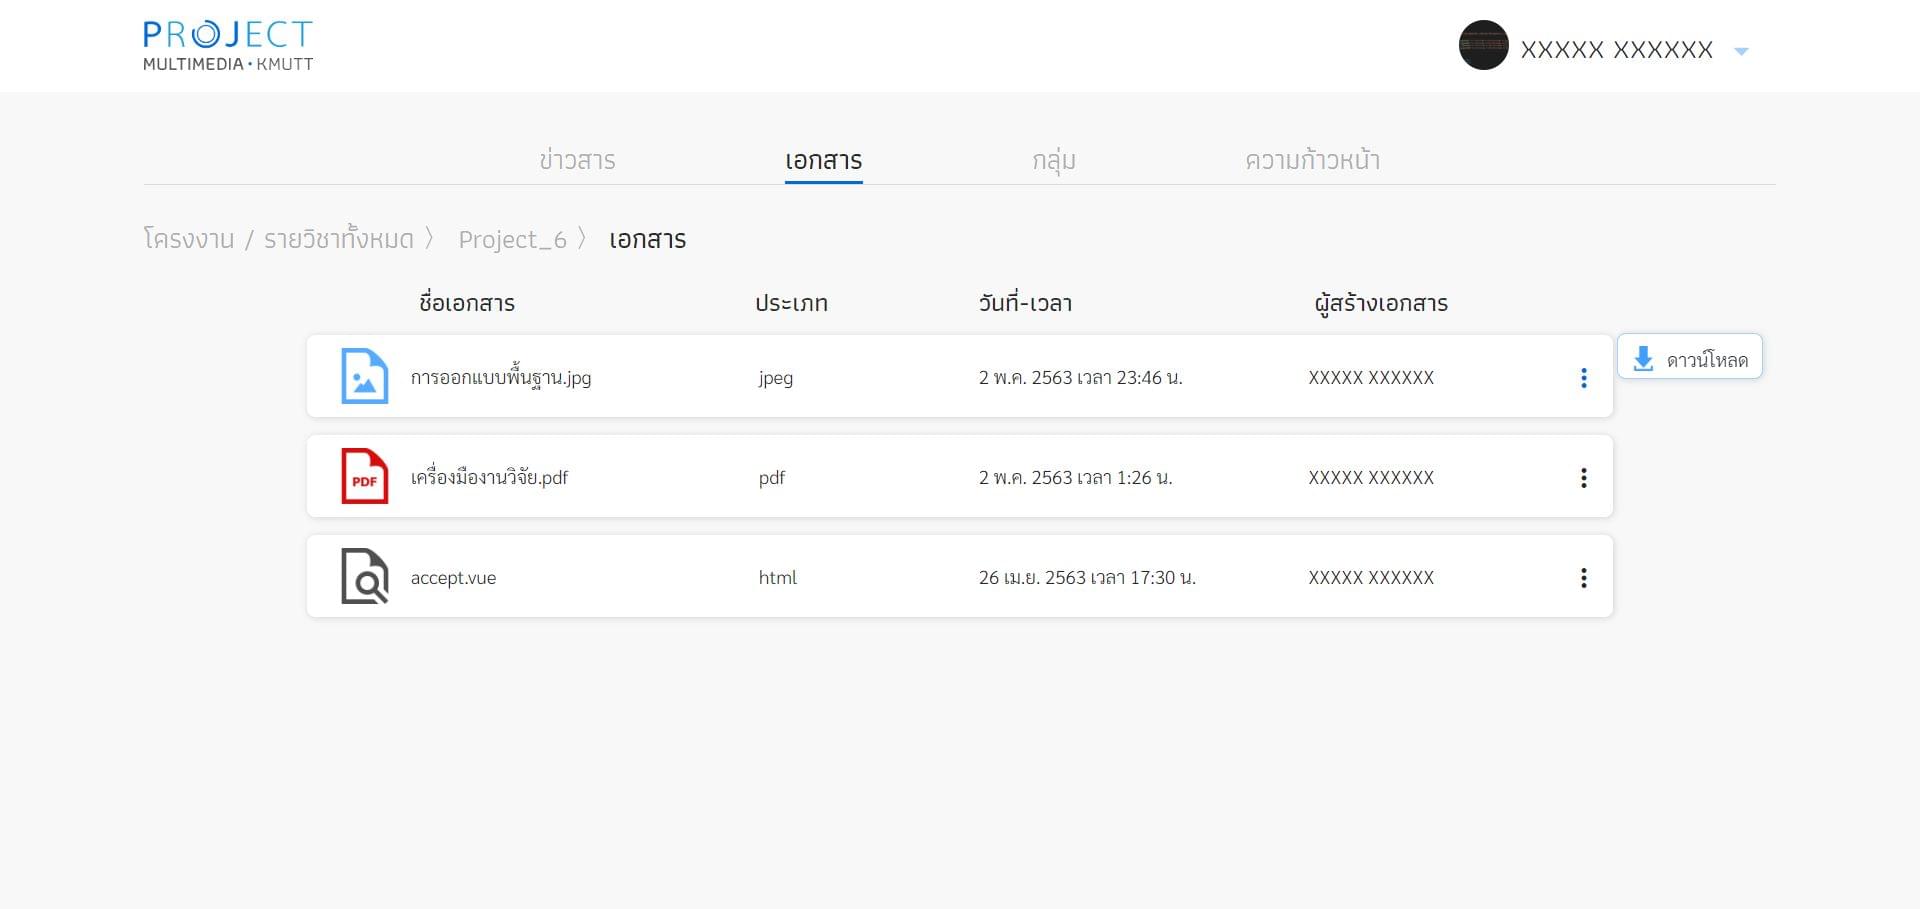 PROJECT
MULTIMEDIA • KMUTT
XXXXX XXXXXX
ข่าวสาร เอกสาร กลุ่ม ความก้าวหน้า
โครงงาน / รายวิชาทั้งหมด 〉 Project_6 〉 เอกสาร
ชื่อเอกสาร ประเภท วันที่-เวลา ผู้สร้างเอกสาร
การออกแบบพื้นฐาน.jpg jpeg 2 พ.ค. 2563 เวลา 23:46 น. XXXXX XXXXXX ดาวน์โหลด
PDF เครื่องมืองานวิจัย.pdf pdf 2 พ.ค. 2563 เวลา 1:26 น. XXXXX XXXXXX
accept.vue html 26 เม.ย. 2563 เวลา 17:30 น. XXXXX XXXXXX